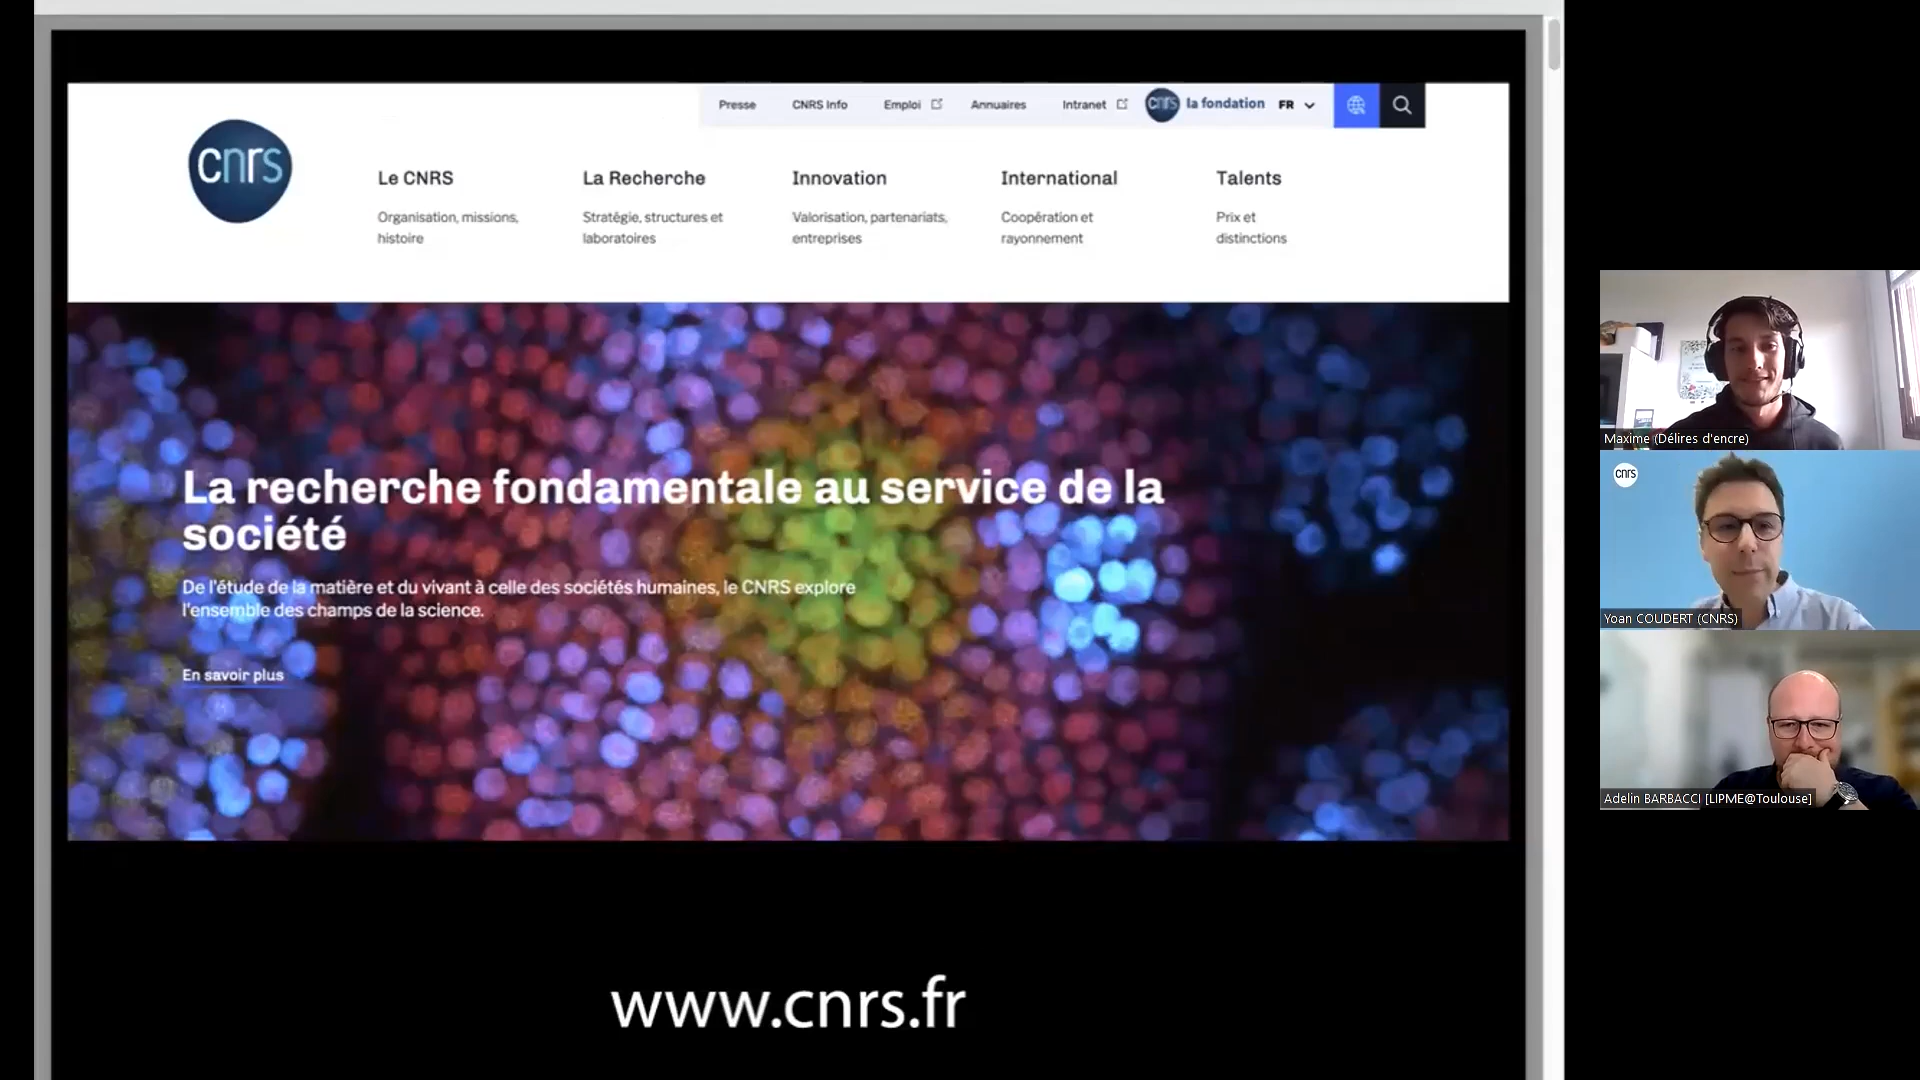 Presse CNRS Info Emploi Annuaires Intranet cnrs la fondation FR
cnrs
Le CNRS
Organisation, missions,
histoire
La Recherche
Stratégie, structures et
laboratoires
Innovation
Valorisation, partenariats,
entreprises
International
Coopération et
rayonnement
Talents
Prix et
distinctions
La recherche fondamentale au service de la
société
De l'étude de la matière et du vivant à celle des sociétés humaines, le CNRS explore
l'ensemble des champs de la science.
En savoir plus
www.cnrs.fr
Maxime (Délires d'encre)
cnrs
Yoan COUDERT (CNRS)
Adelin BARBACCI [LIPME@Toulouse]